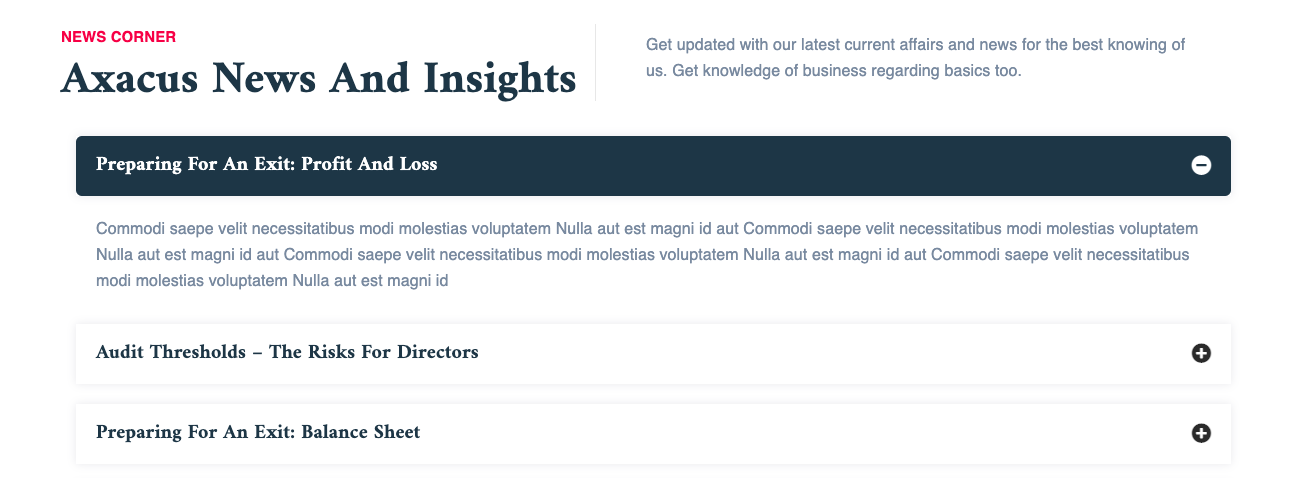 NEWS CORNER
Axacus News And Insights
Get updated with our latest current affairs and news for the best knowing of
us. Get knowledge of business regarding basics too.
Preparing For An Exit: Profit And Loss
Commodi saepe velit necessitatibus modi molestias voluptatem Nulla aut est magni id aut Commodi saepe velit necessitatibus modi molestias voluptatem
Nulla aut est magni id aut Commodi saepe velit necessitatibus modi molestias voluptatem Nulla aut est magni id aut Commodi saepe velit necessitatibus
modi molestias voluptatem Nulla aut est magni id
Audit Thresholds – The Risks For Directors
Preparing For An Exit: Balance Sheet